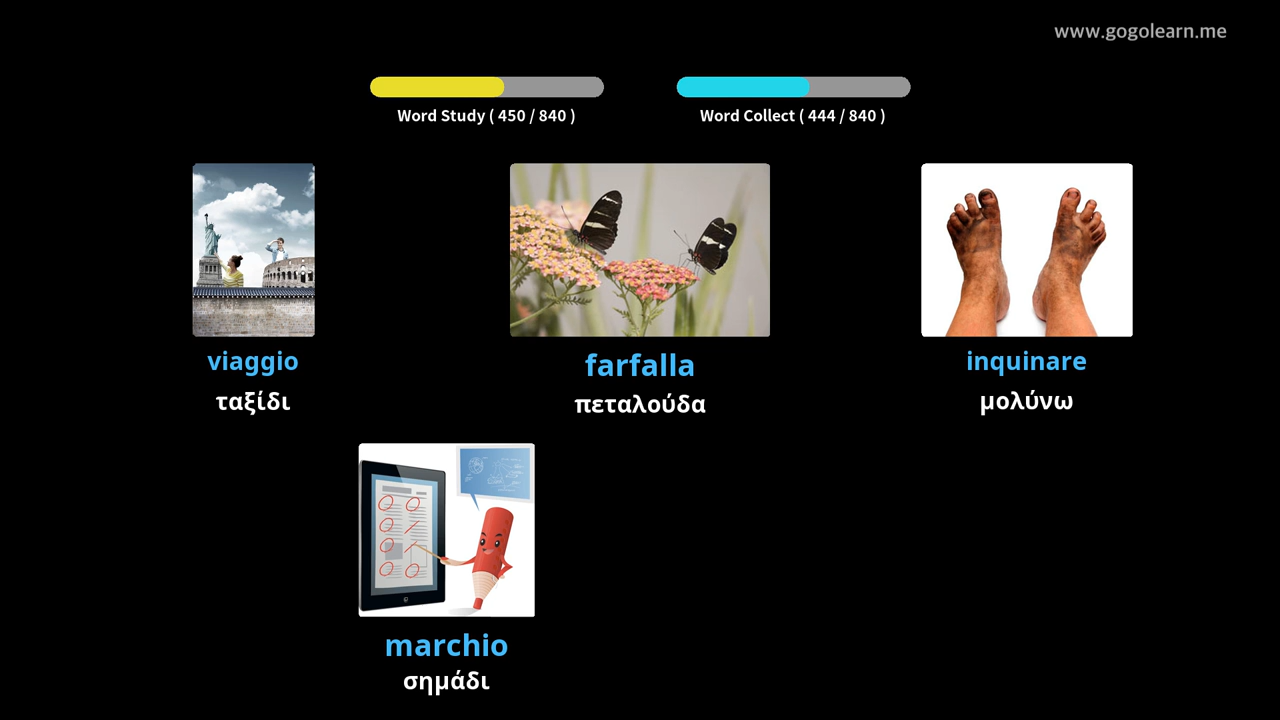 www.gogolearn.me
Word Study ( 450 / 840 )
Word Collect ( 444 / 840 )
viaggio
ταξίδι
farfalla
πεταλούδα
inquinare
μολύνω
marchio
σημάδι